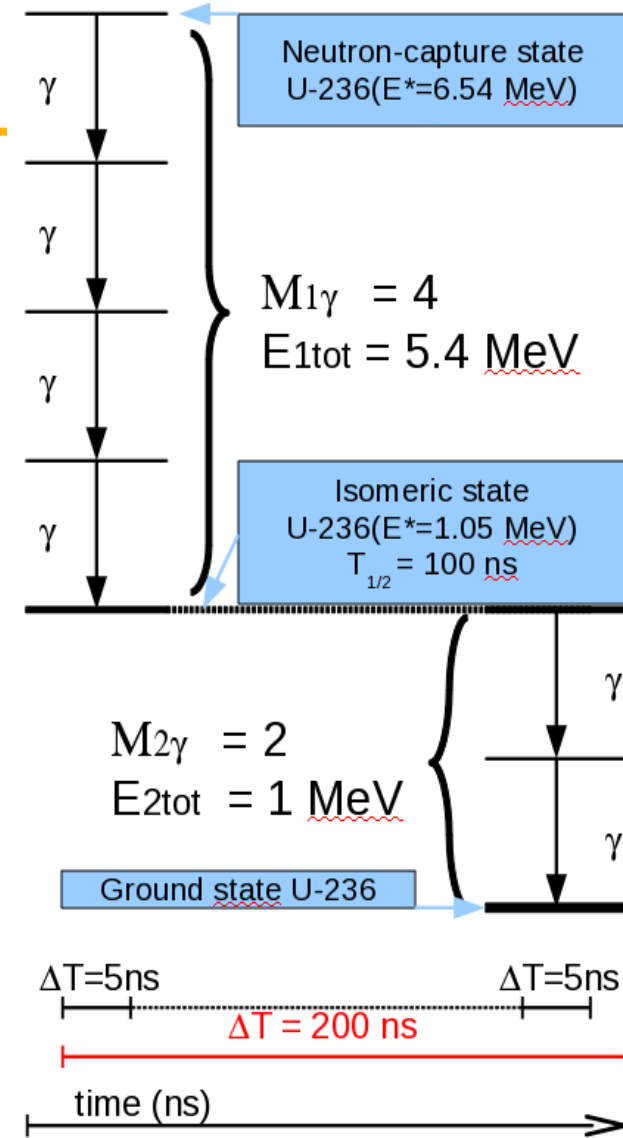 Neutron-capture state
U-236(E*=6.54 MeV)
γ
γ
M1γ = 4
E1tot = 5.4 MeV
γ
Isomeric state
U-236(E*=1.05 MeV)
T1/2 = 100 ns
γ
γ
M2γ = 2
E2tot = 1 MeV
γ
Ground state U-236
ΔT=5ns
ΔT=5ns
ΔT = 200 ns
time (ns)